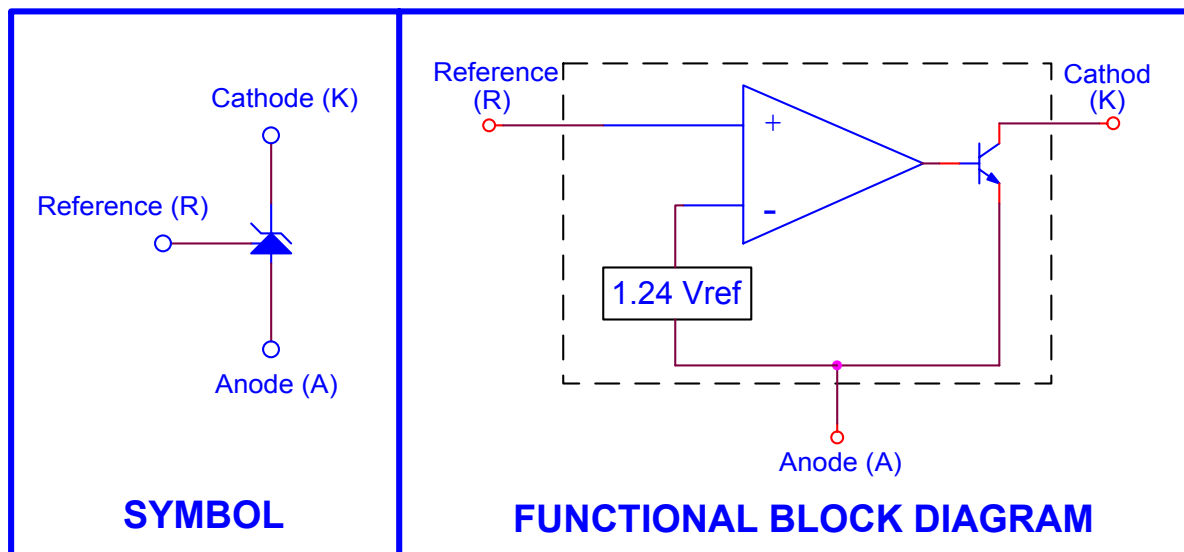 Cathode (K)
Reference (R)
Anode (A)
SYMBOL
Reference
(R)
Cathod
(K)
+
-
1.24 Vref
Anode (A)
FUNCTIONAL BLOCK DIAGRAM